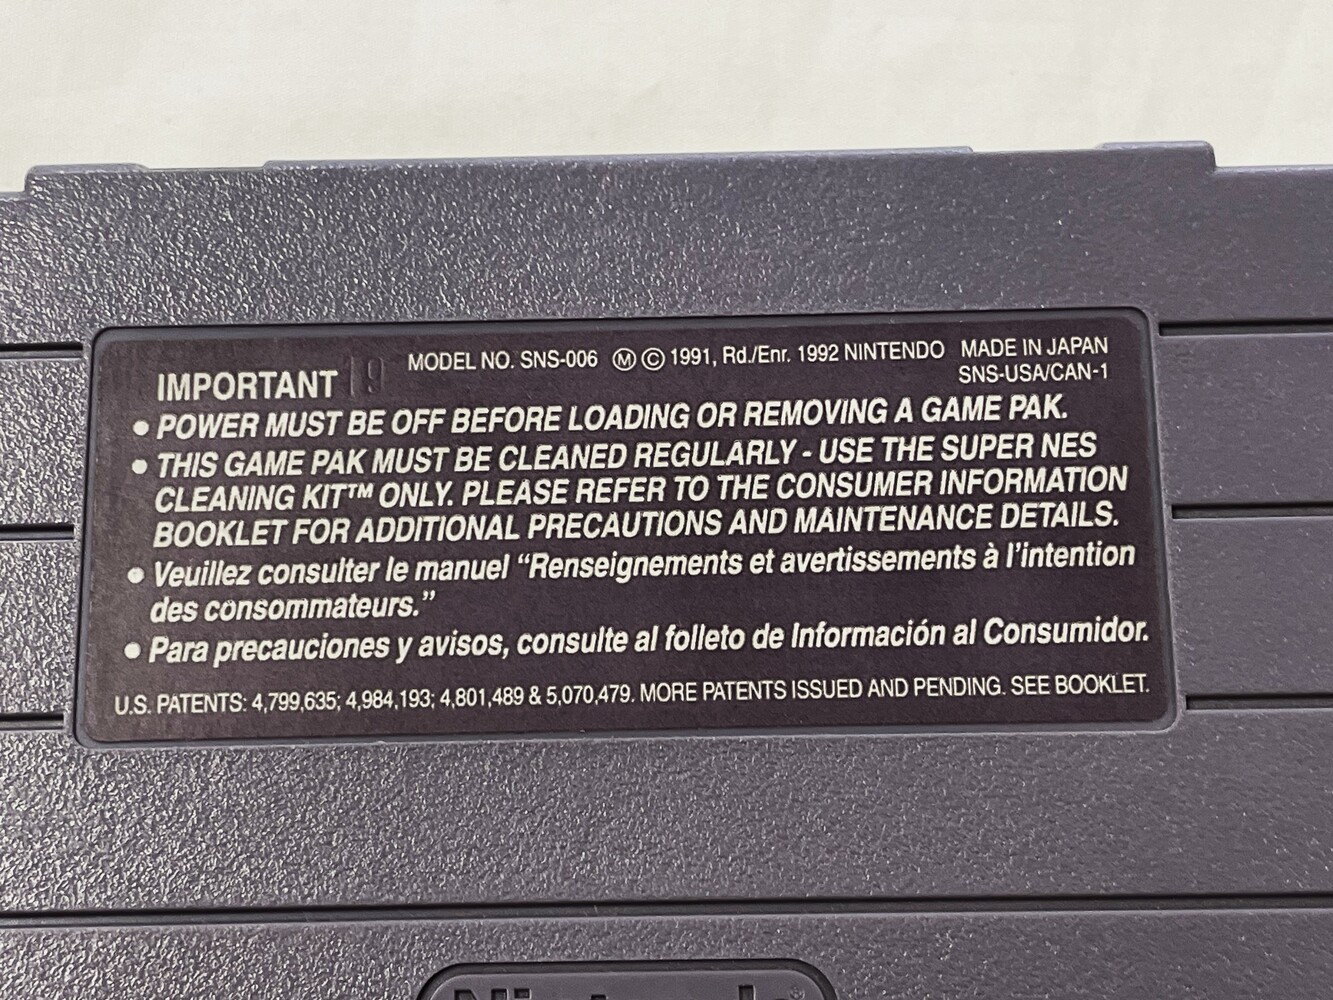 IMPORTANT 19 MODEL NO. SNS-006 Ⓜ © 1991, Rd./Enr. 1992 NINTENDO MADE IN JAPAN
SNS-USA/CAN-1
• POWER MUST BE OFF BEFORE LOADING OR REMOVING A GAME PAK.
• THIS GAME PAK MUST BE CLEANED REGULARLY - USE THE SUPER NES
CLEANING KIT™ ONLY. PLEASE REFER TO THE CONSUMER INFORMATION
BOOKLET FOR ADDITIONAL PRECAUTIONS AND MAINTENANCE DETAILS.
• Veuillez consulter le manuel “Renseignements et avertissements à l’intention
des consommateurs.”
• Para precauciones y avisos, consulte al folleto de Información al Consumidor.
U.S. PATENTS: 4,799,635; 4,984,193; 4,801,489 & 5,070,479. MORE PATENTS ISSUED AND PENDING. SEE BOOKLET.
Nintendo®